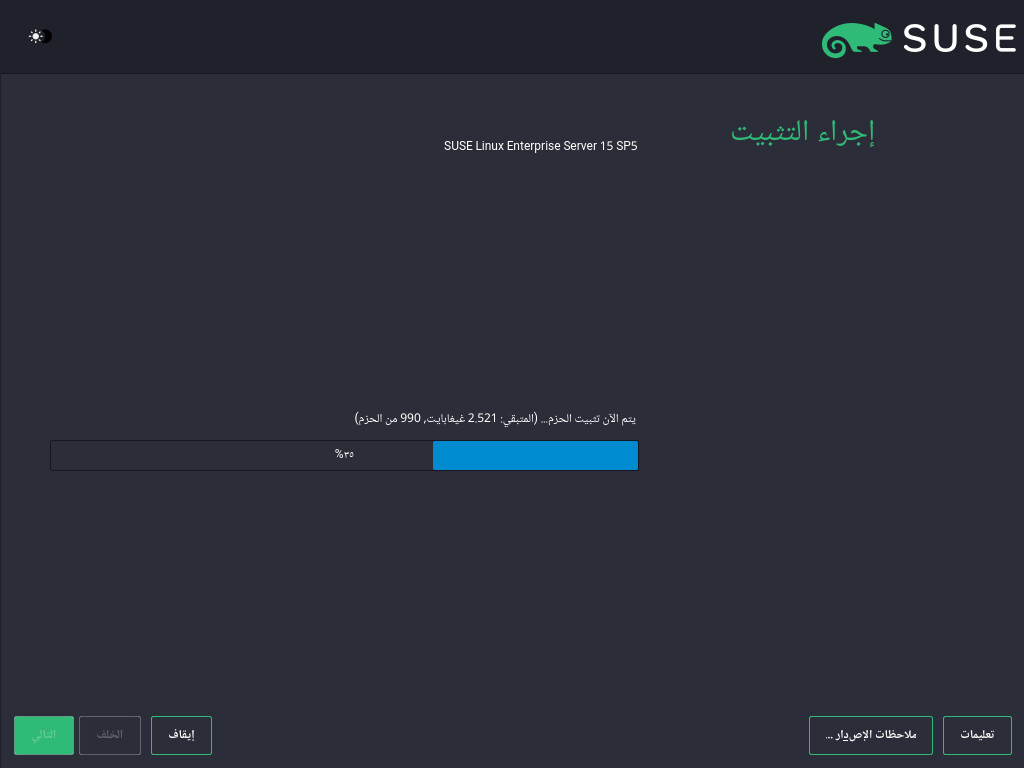 SUSE
إجراء التثبيت
SUSE Linux Enterprise Server 15 SP5
يتم الآن تثبيت الحزم... (المتبقي: 2.521 غيغابايت, 990 من الحزم)
٣٥%
تعليمات
ملاحظات الإصدار ...
إيقاف
الخلف
التالي